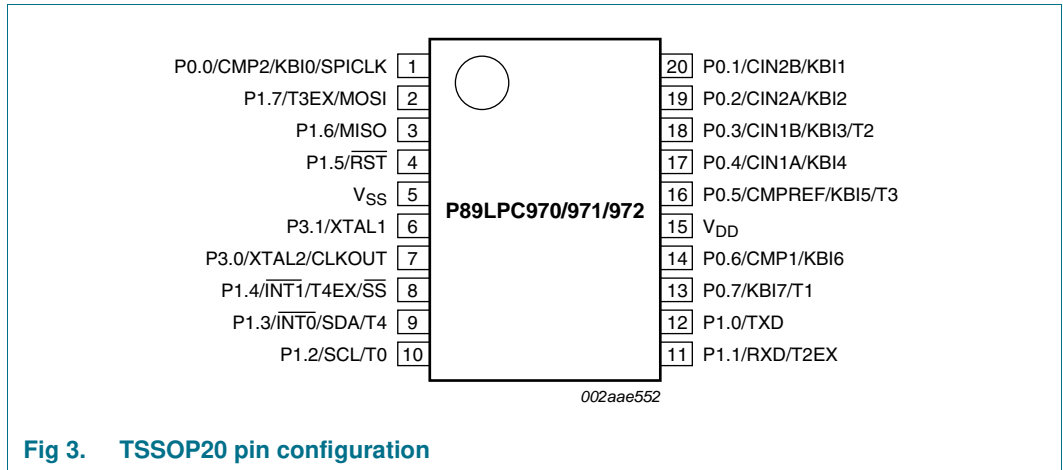 P0.0/CMP2/KBI0/SPICLK 1
P1.7/T3EX/MOSI 2
P1.6/MISO 3
P1.5/R̅S̅T̅ 4
VSS 5
P3.1/XTAL1 6
P3.0/XTAL2/CLKOUT 7
P1.4/I̅N̅T̅1̅/T4EX/S̅S̅ 8
P1.3/I̅N̅T̅0̅/SDA/T4 9
P1.2/SCL/T0 10
P89LPC970/971/972
20 P0.1/CIN2B/KBI1
19 P0.2/CIN2A/KBI2
18 P0.3/CIN1B/KBI3/T2
17 P0.4/CIN1A/KBI4
16 P0.5/CMPREF/KBI5/T3
15 VDD
14 P0.6/CMP1/KBI6
13 P0.7/KBI7/T1
12 P1.0/TXD
11 P1.1/RXD/T2EX
002aae552
Fig 3. TSSOP20 pin configuration